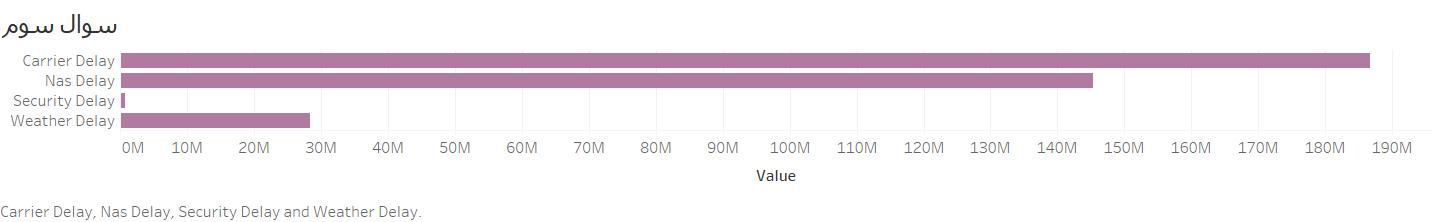 سوال سوم
Carrier Delay
Nas Delay
Security Delay
Weather Delay
0M 10M 20M 30M 40M 50M 60M 70M 80M 90M 100M 110M 120M 130M 140M 150M 160M 170M 180M 190M
Value
Carrier Delay, Nas Delay, Security Delay and Weather Delay.